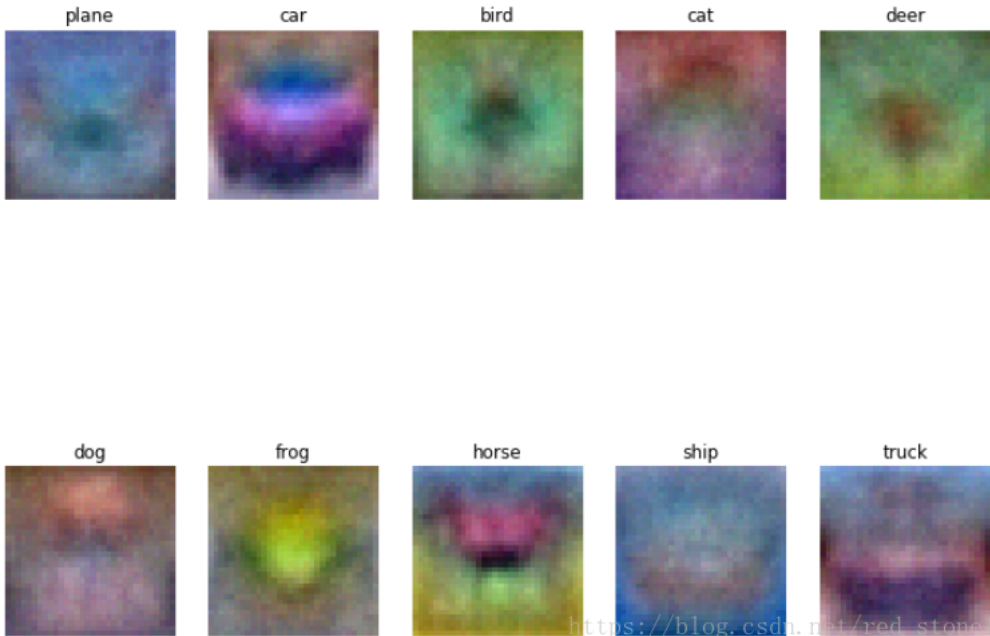 plane car bird cat deer
dog frog horse ship truck
https://blog.csdn.net/red_stone